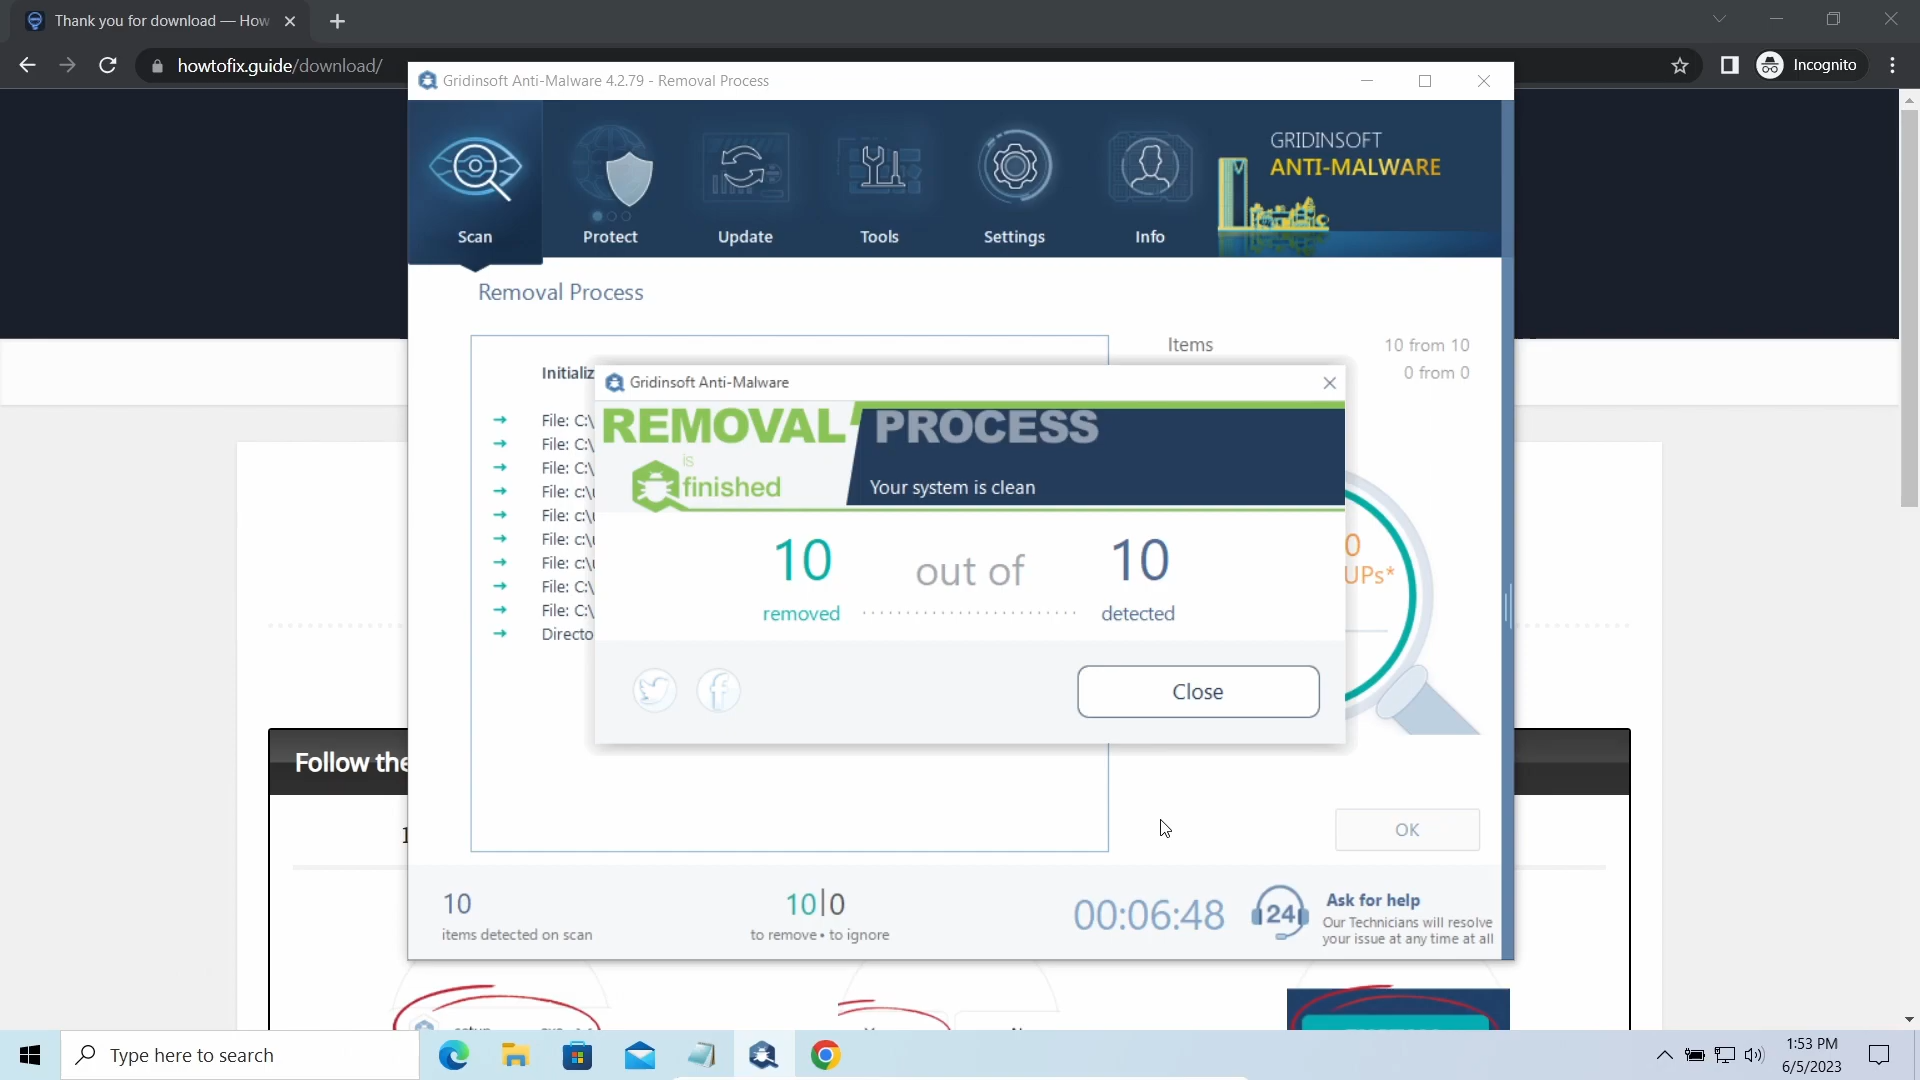 Thank you for download — How
howtofix.guide/download/
Incognito
Gridinsoft Anti-Malware 4.2.79 - Removal Process
Scan
Protect
Update
Tools
Settings
Info
GRIDINSOFT
ANTI-MALWARE
Removal Process
Items
10 from 10
0 from 0
Initializ
File: C:\
File: C:\
File: C:\
File: c:\u
File: c:\u
File: c:\u
File: c:\u
File: C:\
File: C:\
Directo
Gridinsoft Anti-Malware
REMOVAL PROCESS
is
finished
Your system is clean
10 out of 10
removed
detected
0
UPs*
Close
OK
Follow the
1
10
items detected on scan
10|0
to remove • to ignore
00:06:48
24
Ask for help
Our Technicians will resolve
your issue at any time at all
Type here to search
1:53 PM
6/5/2023